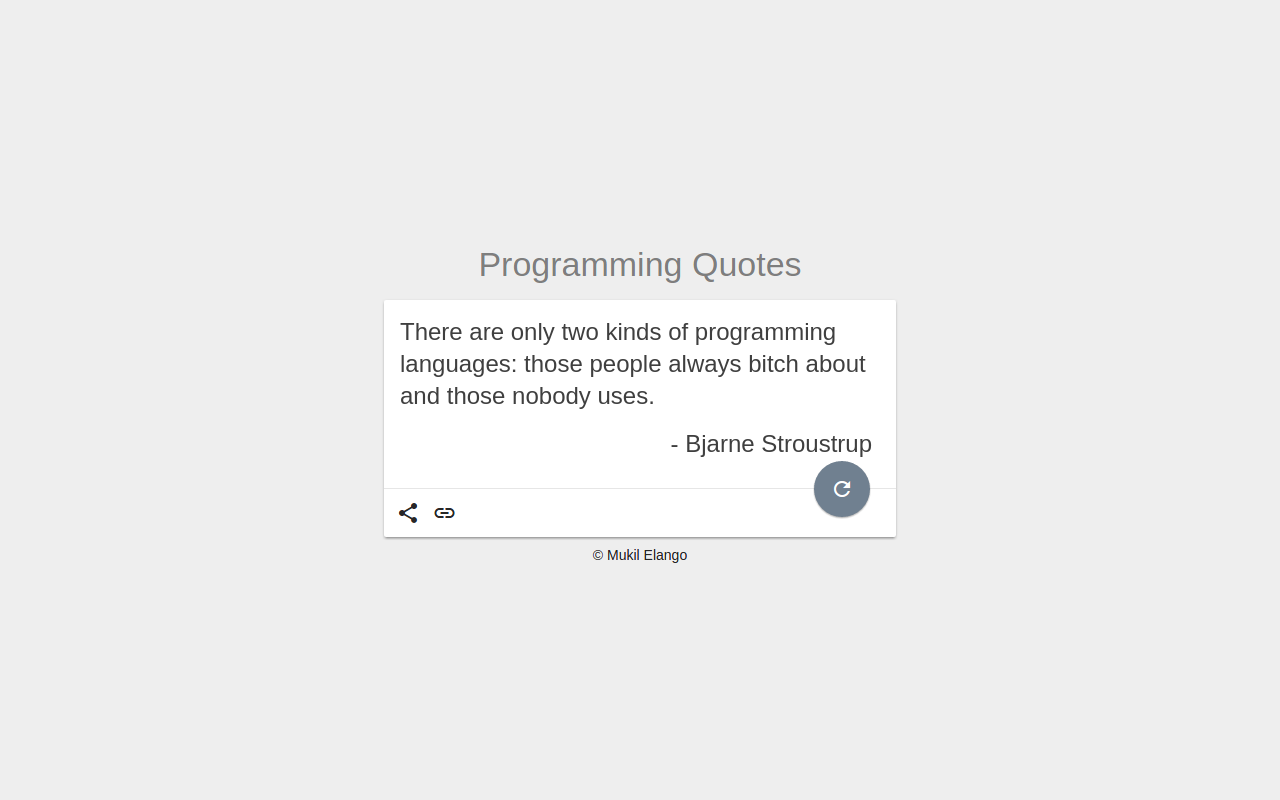 Programming Quotes
There are only two kinds of programming
languages: those people always bitch about
and those nobody uses.
- Bjarne Stroustrup
© Mukil Elango